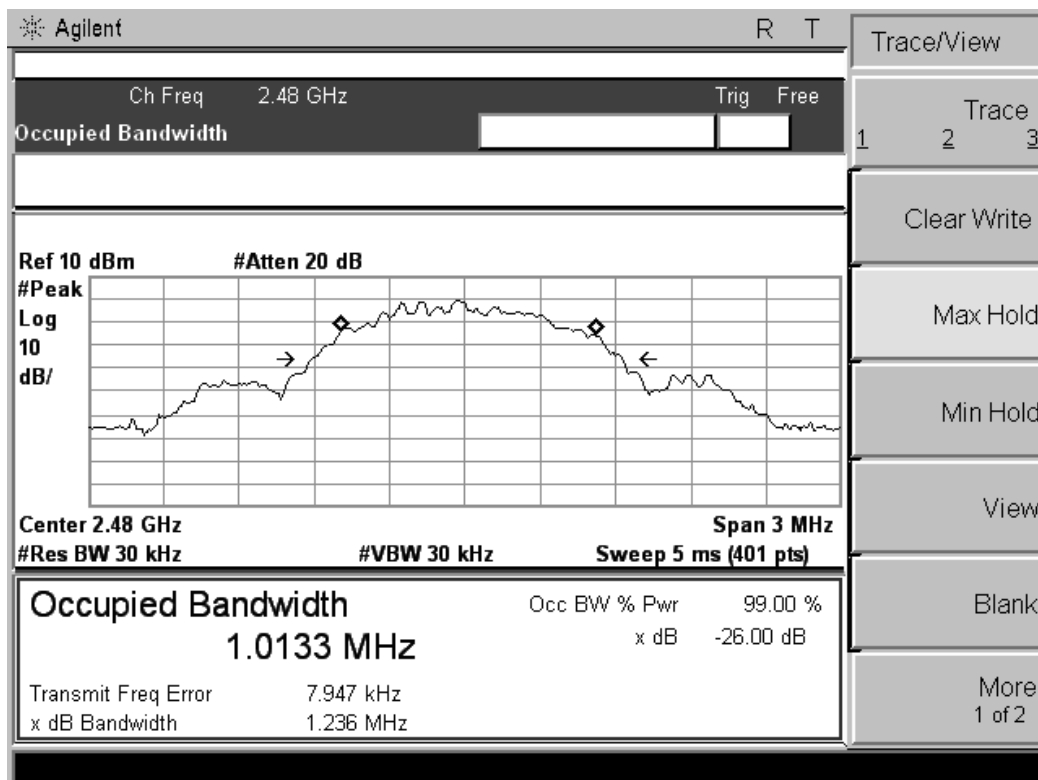 Agilent R T
Ch Freq 2.48 GHz Trig Free
Occupied Bandwidth
Ref 10 dBm #Atten 20 dB
#Peak
Log
10
dB/
Center 2.48 GHz Span 3 MHz
#Res BW 30 kHz #VBW 30 kHz Sweep 5 ms (401 pts)
Occupied Bandwidth Occ BW % Pwr 99.00 %
1.0133 MHz x dB -26.00 dB
Transmit Freq Error 7.947 kHz
x dB Bandwidth 1.236 MHz
Trace/View
Trace
1 2 3
Clear Write
Max Hold
Min Hold
View
Blank
More
1 of 2